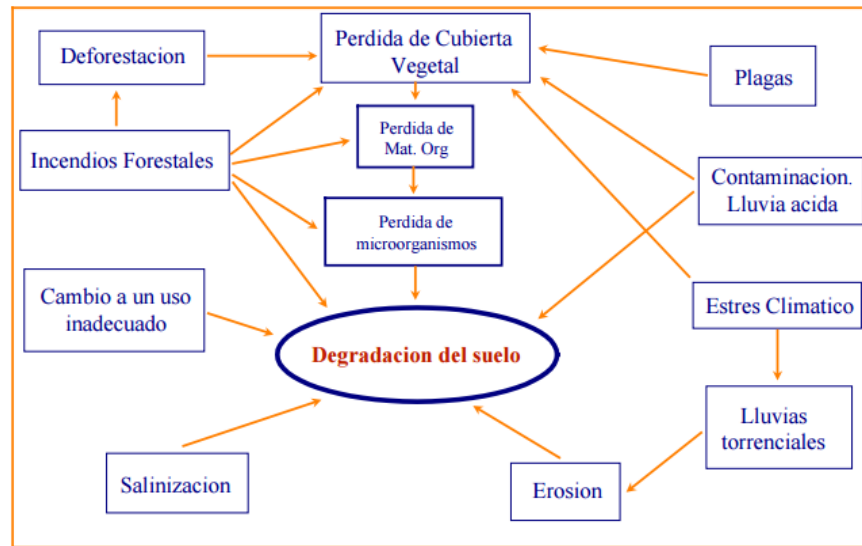 Deforestacion
Perdida de Cubierta
Vegetal
Plagas
Incendios Forestales
Perdida de
Mat. Org
Contaminacion.
Lluvia acida
Perdida de
microorganismos
Cambio a un uso
inadecuado
Estres Climatico
Degradacion del suelo
Lluvias
torrenciales
Salinizacion
Erosion